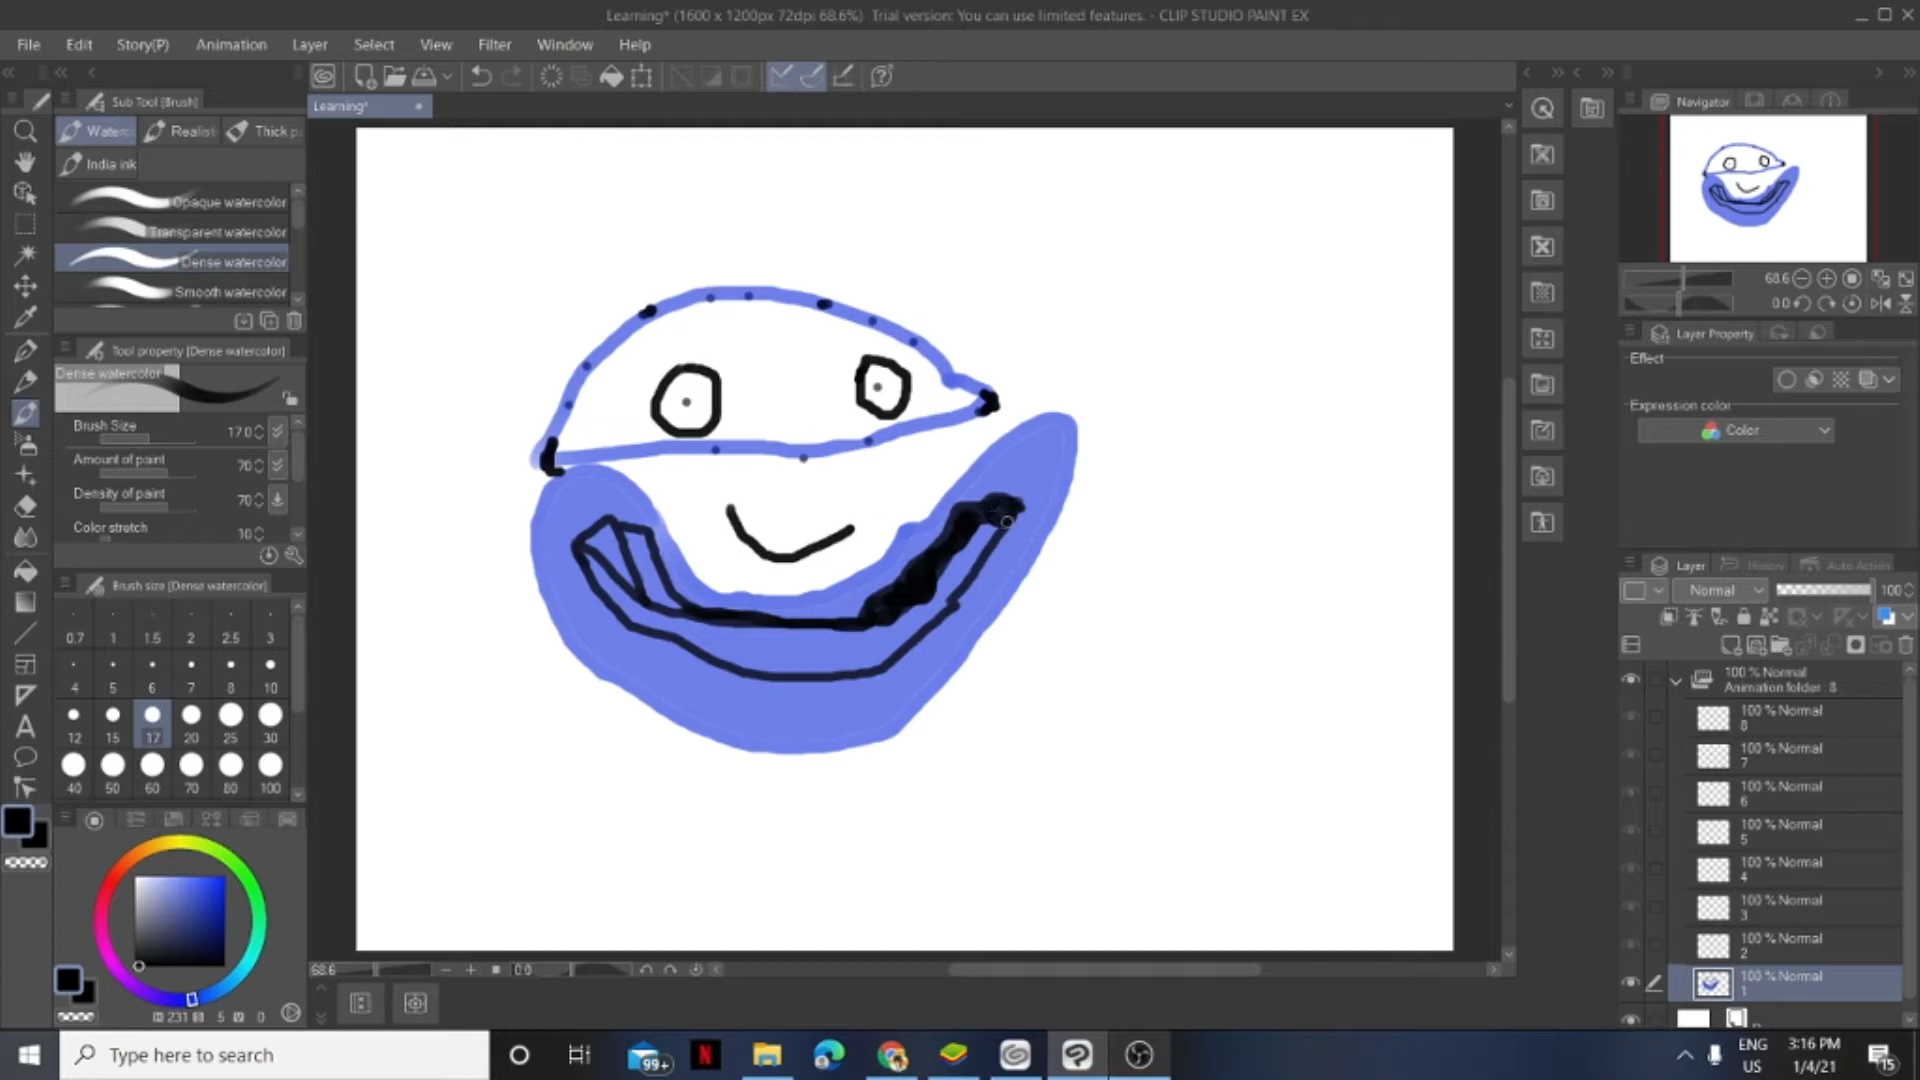 Learning* (1600 x 1200px 72dpi 68.6%) Trial version: You can use limited features. - CLIP STUDIO PAINT EX
File Edit Story(P) Animation Layer Select View Filter Window Help
Sub Tool [Brush]
Learning*
Navigator
Waterc Realist Thick p
India ink
Opaque watercolor
Transparent watercolor
Dense watercolor
Smooth watercolor
68.6
0.0
Tool property [Dense watercolor]
Dense watercolor
Brush Size 17.0
Amount of paint 70
Density of paint 70
Color stretch 10
Layer Property
Effect
Expression color
Color
Brush size [Dense watercolor]
0.7 1 1.5 2 2.5 3
4 5 6 7 8 10
12 15 17 20 25 30
40 50 60 70 80 100
Layer History Auto Action
Normal 100
100 % Normal
Animation folder : 8
100 % Normal
8
100 % Normal
7
100 % Normal
6
100 % Normal
5
100 % Normal
4
100 % Normal
3
100 % Normal
2
100 % Normal
1
68.6 0.0
231 5 V 0
Type here to search
99+
N
ENG
US
3:16 PM
1/4/21
15